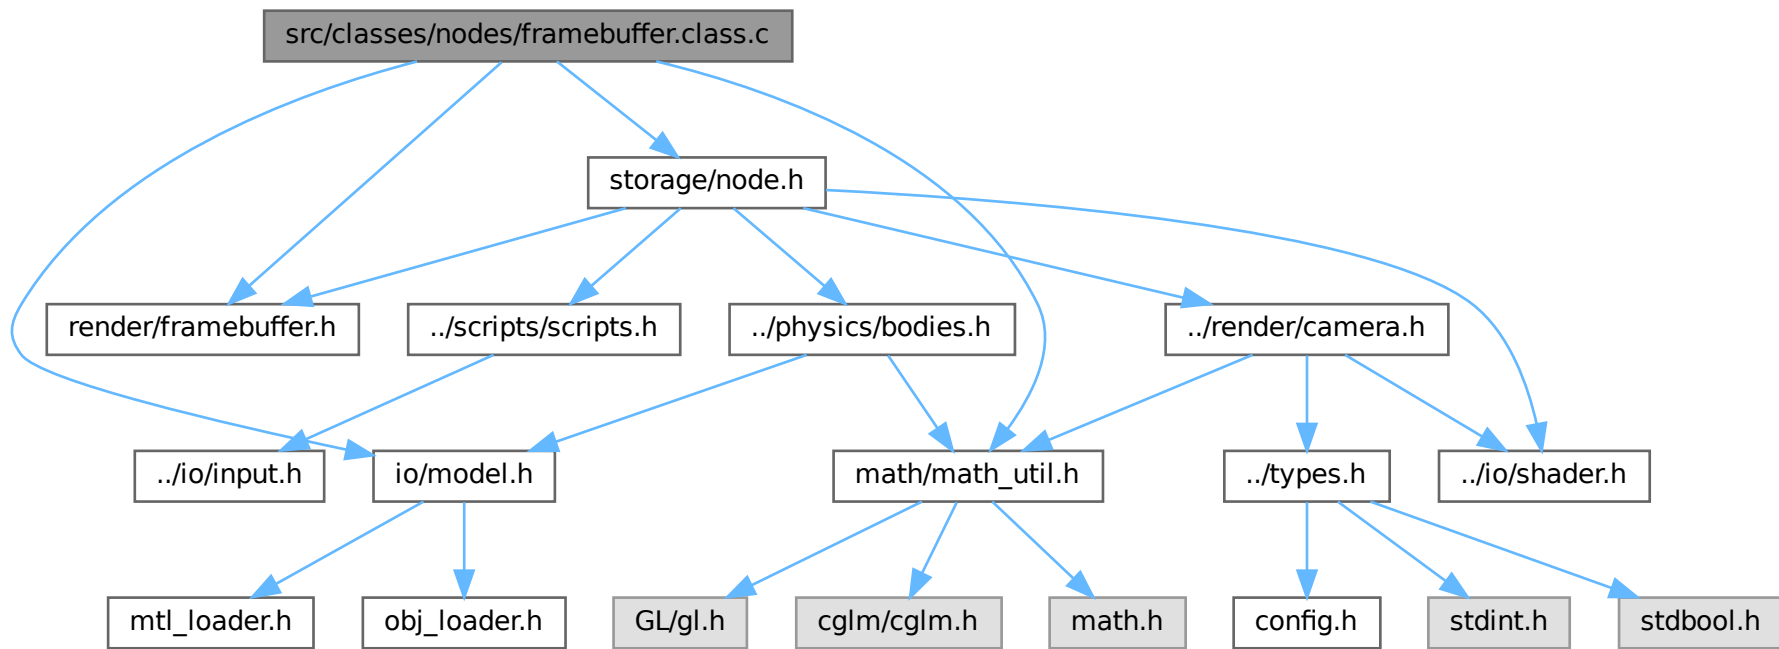 src/classes/nodes/framebuffer.class.c
storage/node.h
render/framebuffer.h
../scripts/scripts.h
../physics/bodies.h
../render/camera.h
../io/input.h
io/model.h
math/math_util.h
../types.h
../io/shader.h
mtl_loader.h
obj_loader.h
GL/gl.h
cglm/cglm.h
math.h
config.h
stdint.h
stdbool.h